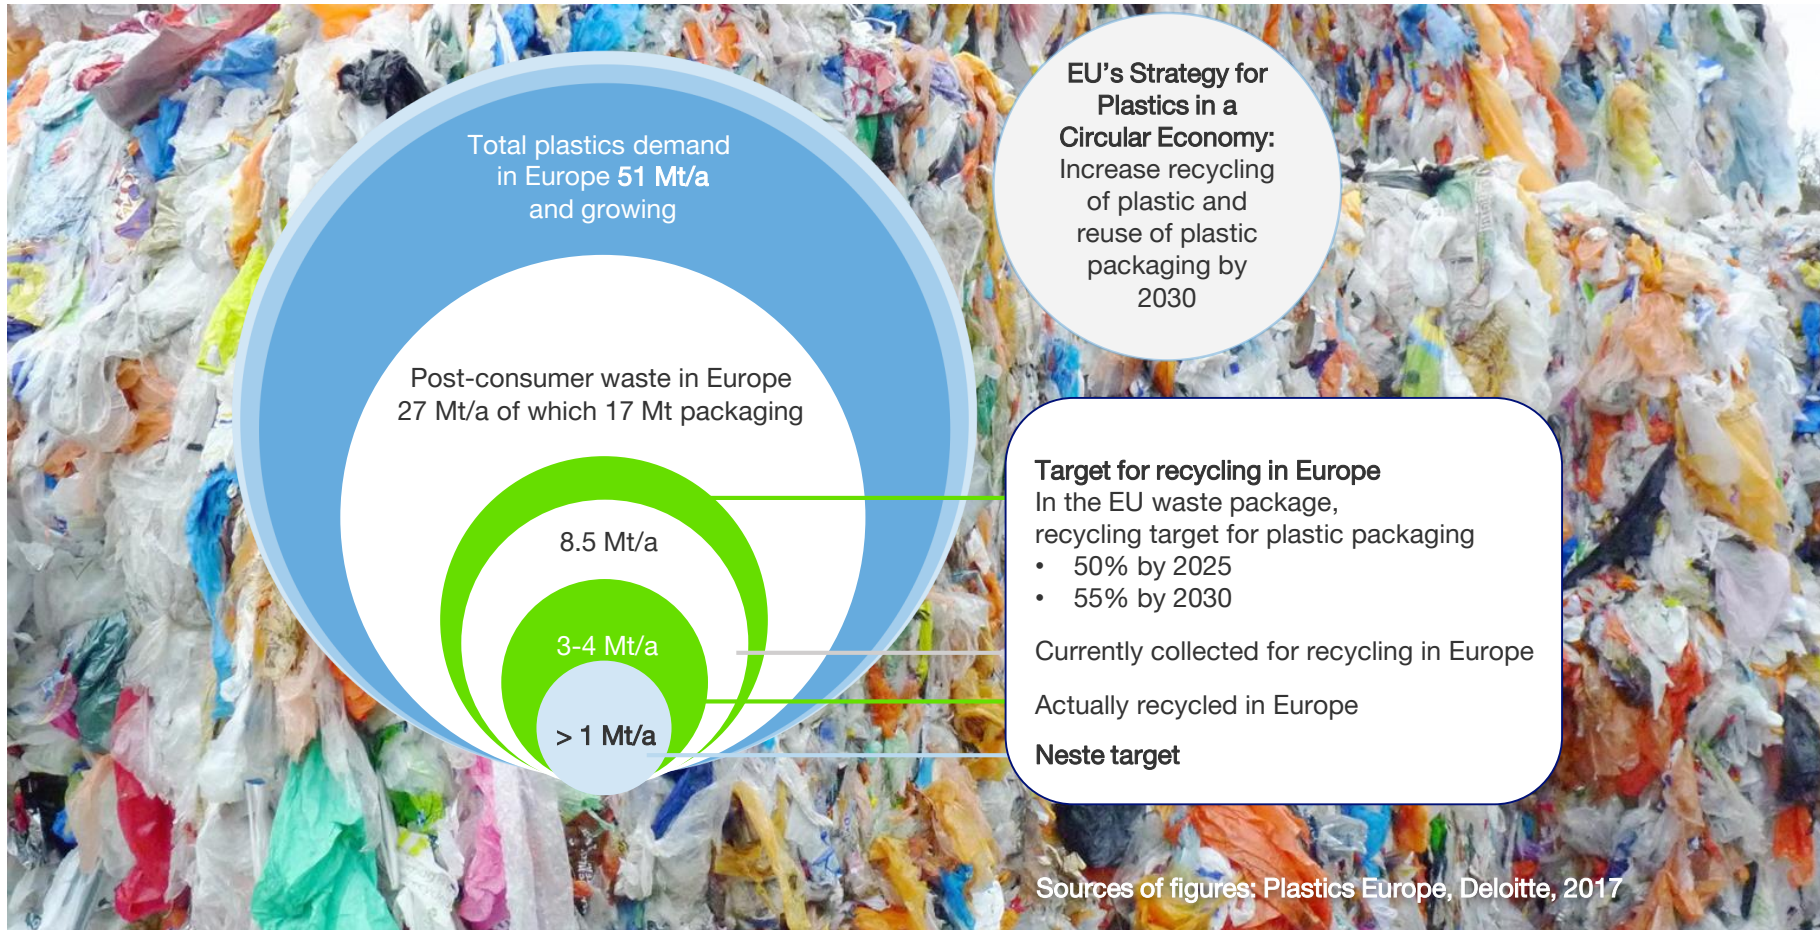 Total plastics demand
in Europe 51 Mt/a
and growing
Post-consumer waste in Europe
27 Mt/a of which 17 Mt packaging
8.5 Mt/a
3-4 Mt/a
> 1 Mt/a
EU’s Strategy for
Plastics in a
Circular Economy:
Increase recycling
of plastic and
reuse of plastic
packaging by
2030
Target for recycling in Europe
In the EU waste package,
recycling target for plastic packaging
• 50% by 2025
• 55% by 2030
Currently collected for recycling in Europe
Actually recycled in Europe
Neste target
Sources of figures: Plastics Europe, Deloitte, 2017